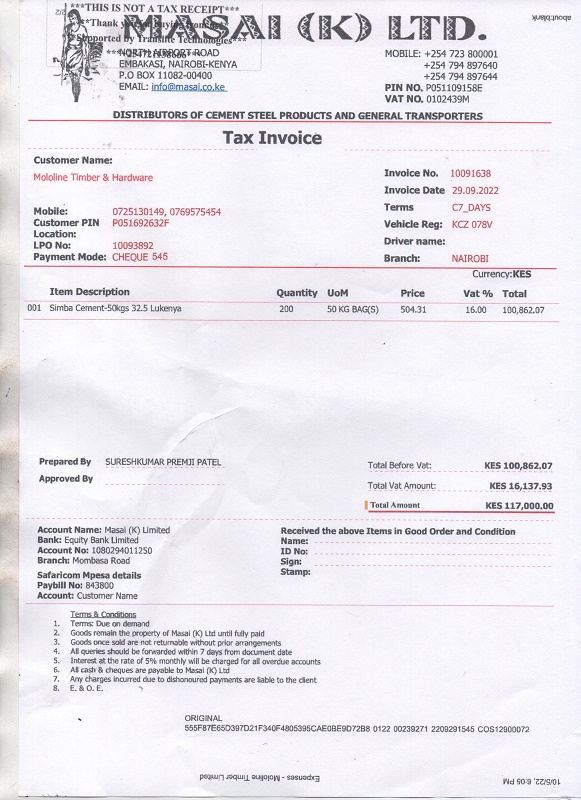 ***THIS IS NOT A TAX RECEIPT***
MASAI (K) LTD.
NORTH AIRPORT ROAD
EMBAKASI, NAIROBI-KENYA
P.O BOX 11082-00400
EMAIL: info@masai.co.ke
MOBILE: +254 723 800001
+254 794 897640
+254 794 897644
PIN NO. P051109158E
VAT NO. 0102439M
about:blank
2/2
DISTRIBUTORS OF CEMENT STEEL PRODUCTS AND GENERAL TRANSPORTERS
Tax Invoice
Customer Name:
Mololine Timber & Hardware
Mobile: 0725130149, 0769575454
Customer PIN P051692632F
Location:
LPO No: 10093892
Payment Mode: CHEQUE 545
Invoice No. 10091638
Invoice Date 29.09.2022
Terms C7_DAYS
Vehicle Reg: KCZ 078V
Driver name:
Branch: NAIROBI
Currency:KES
Item Description Quantity UoM Price Vat % Total
001 Simba Cement-50kgs 32.5 Lukenya 200 50 KG BAG(S) 504.31 16.00 100,862.07
Prepared By SURESHKUMAR PREMJI PATEL
Approved By
Total Before Vat: KES 100,862.07
Total Vat Amount: KES 16,137.93
Total Amount KES 117,000.00
Account Name: Masai (K) Limited
Bank: Equity Bank Limited
Account No: 1080294011250
Branch: Mombasa Road
Safaricom Mpesa details
Paybill No: 843800
Account: Customer Name
Received the above Items in Good Order and Condition
Name:
ID No:
Sign:
Stamp:
Terms & Conditions
1. Terms: Due on demand
2. Goods remain the property of Masai (K) Ltd until fully paid
3. Goods once sold are not returnable without prior arrangements
4. All queries should be forwarded within 7 days from document date
5. Interest at the rate of 5% monthly will be charged for all overdue accounts
6. All cash & cheques are payable to Masai (K) Ltd
7. Any charges incurred due to dishonoured payments are liable to the client
8. E. & O. E.
ORIGINAL
555F87E65D397D21F340F4805395CAE0BE9D72B8 0122 00239271 2209291545 COS12900072
Expenses - Mololine Timber Limited
10/5/22, 6:05 PM